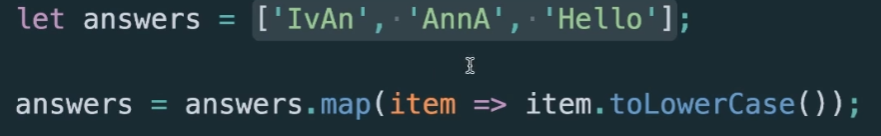 let answers = ['IvAn', 'AnnA', 'Hello'];
answers = answers.map(item => item.toLowerCase());